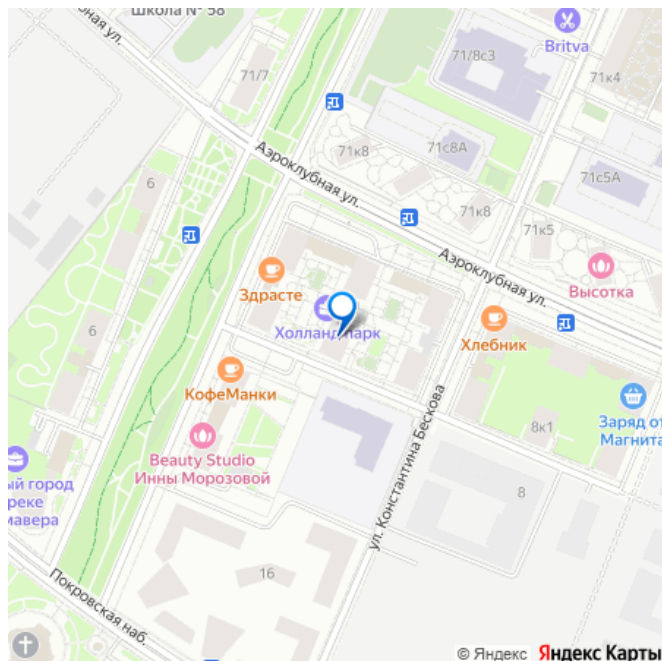 Школа № 58
Аэроклубная ул.
Britva
71/8с3
71к4
71/7
71к8
71с8А
6
71с5А
71к8
71к5
Аэроклубная ул.
Высотка
Здрасте
Холланд парк
Хлебник
6
КофеМанки
8к1
Заряд от
Магнита
Beauty Studio
Инны Морозовой
ул. Константина Бескова
ый город
реке
мавера
8
16
Покровская наб.
© Яндекс Яндекс Карты